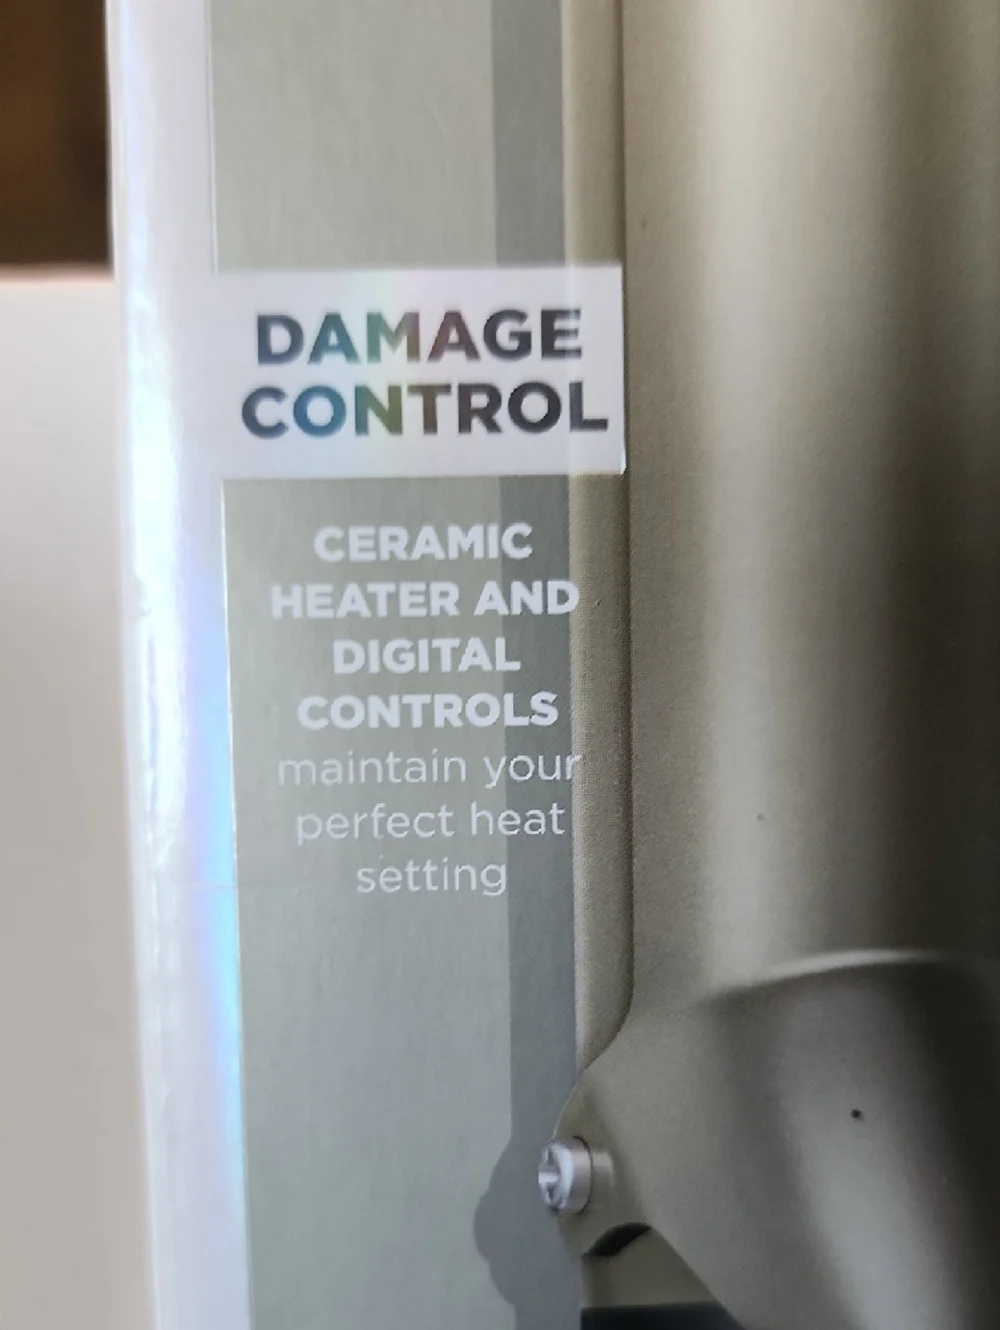 DAMAGE
CONTROL
CERAMIC
HEATER AND
DIGITAL
CONTROLS
maintain your
perfect heat
setting